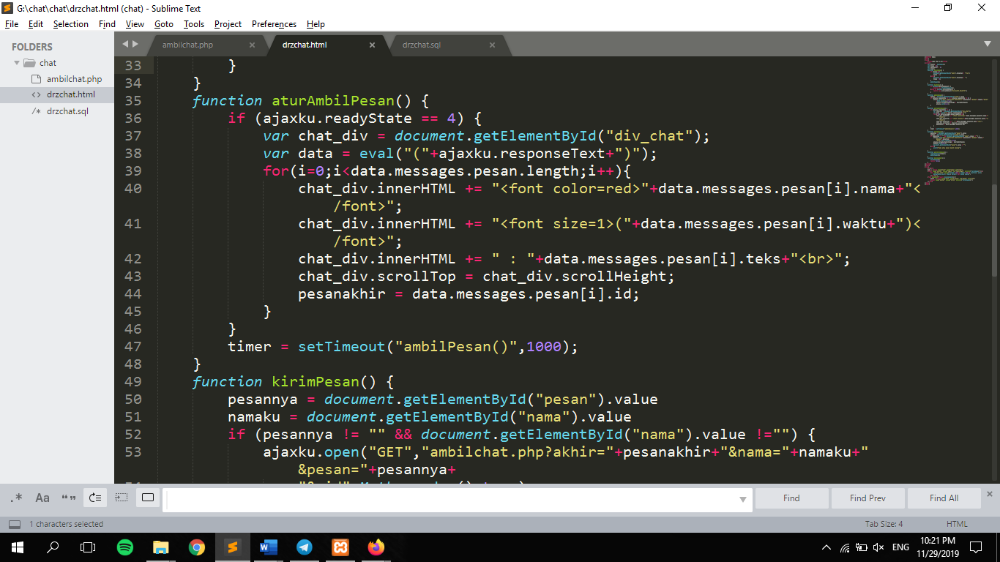 G:\chat\chat\drzchat.html (chat) - Sublime Text
File Edit Selection Find View Goto Tools Project Preferences Help
FOLDERS
chat
ambilchat.php
drzchat.html
drzchat.sql
ambilchat.php × drzchat.html × drzchat.sql ×
33 }
34 }
35 function aturAmbilPesan() {
36 if (ajaxku.readyState == 4) {
37 var chat_div = document.getElementById("div_chat");
38 var data = eval("("+ajaxku.responseText+")");
39 for(i=0;i<data.messages.pesan.length;i++){
40 chat_div.innerHTML += "<font color=red>"+data.messages.pesan[i].nama+"<
/font>";
41 chat_div.innerHTML += "<font size=1>("+data.messages.pesan[i].waktu+")<
/font>";
42 chat_div.innerHTML += " : "+data.messages.pesan[i].teks+"<br>";
43 chat_div.scrollTop = chat_div.scrollHeight;
44 pesanakhir = data.messages.pesan[i].id;
45 }
46 }
47 timer = setTimeout("ambilPesan()",1000);
48 }
49 function kirimPesan() {
50 pesannya = document.getElementById("pesan").value
51 namaku = document.getElementById("nama").value
52 if (pesannya != "" && document.getElementById("nama").value !="") {
53 ajaxku.open("GET","ambilchat.php?akhir="+pesanakhir+"&nama="+namaku+"
&pesan="+pesannya+
.* Aa “” Find Find Prev Find All
1 characters selected Tab Size: 4 HTML
ENG 10:21 PM
11/29/2019